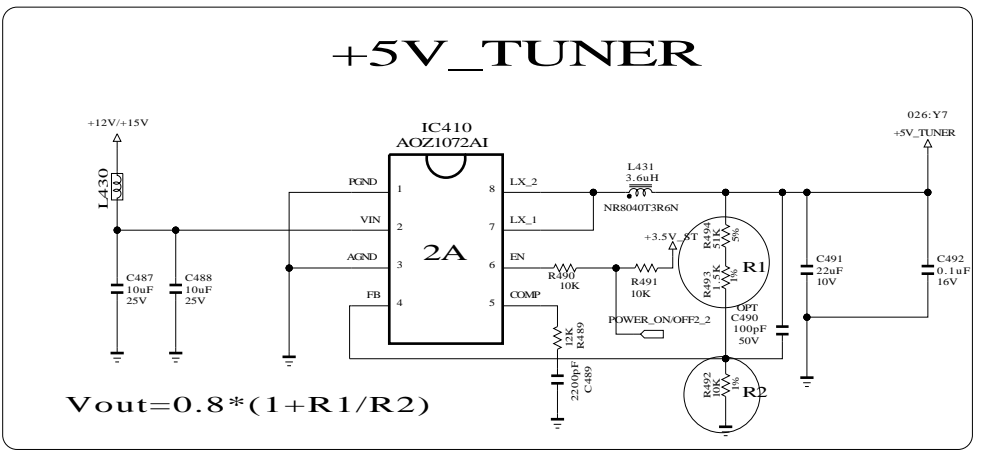 +5V_TUNER
+12V/+15V
L430
C487
10uF
25V
C488
10uF
25V
IC410
AOZ1072AI
PGND
1
VIN
2
AGND
3
FB
4
2A
8
LX_2
7
LX_1
6
EN
5
COMP
R490
10K
R491
10K
+3.5V_ST
POWER_ON/OFF2_2
12K
R489
2200pF
C489
L431
3.6uH
NR8040T3R6N
R494
51K
5%
R493
1.51K
1%
R1
OPT
C490
100pF
50V
R492
10K
1%
R2
C491
22uF
10V
026:Y7
+5V_TUNER
C492
0.1uF
16V
Vout=0.8*(1+R1/R2)